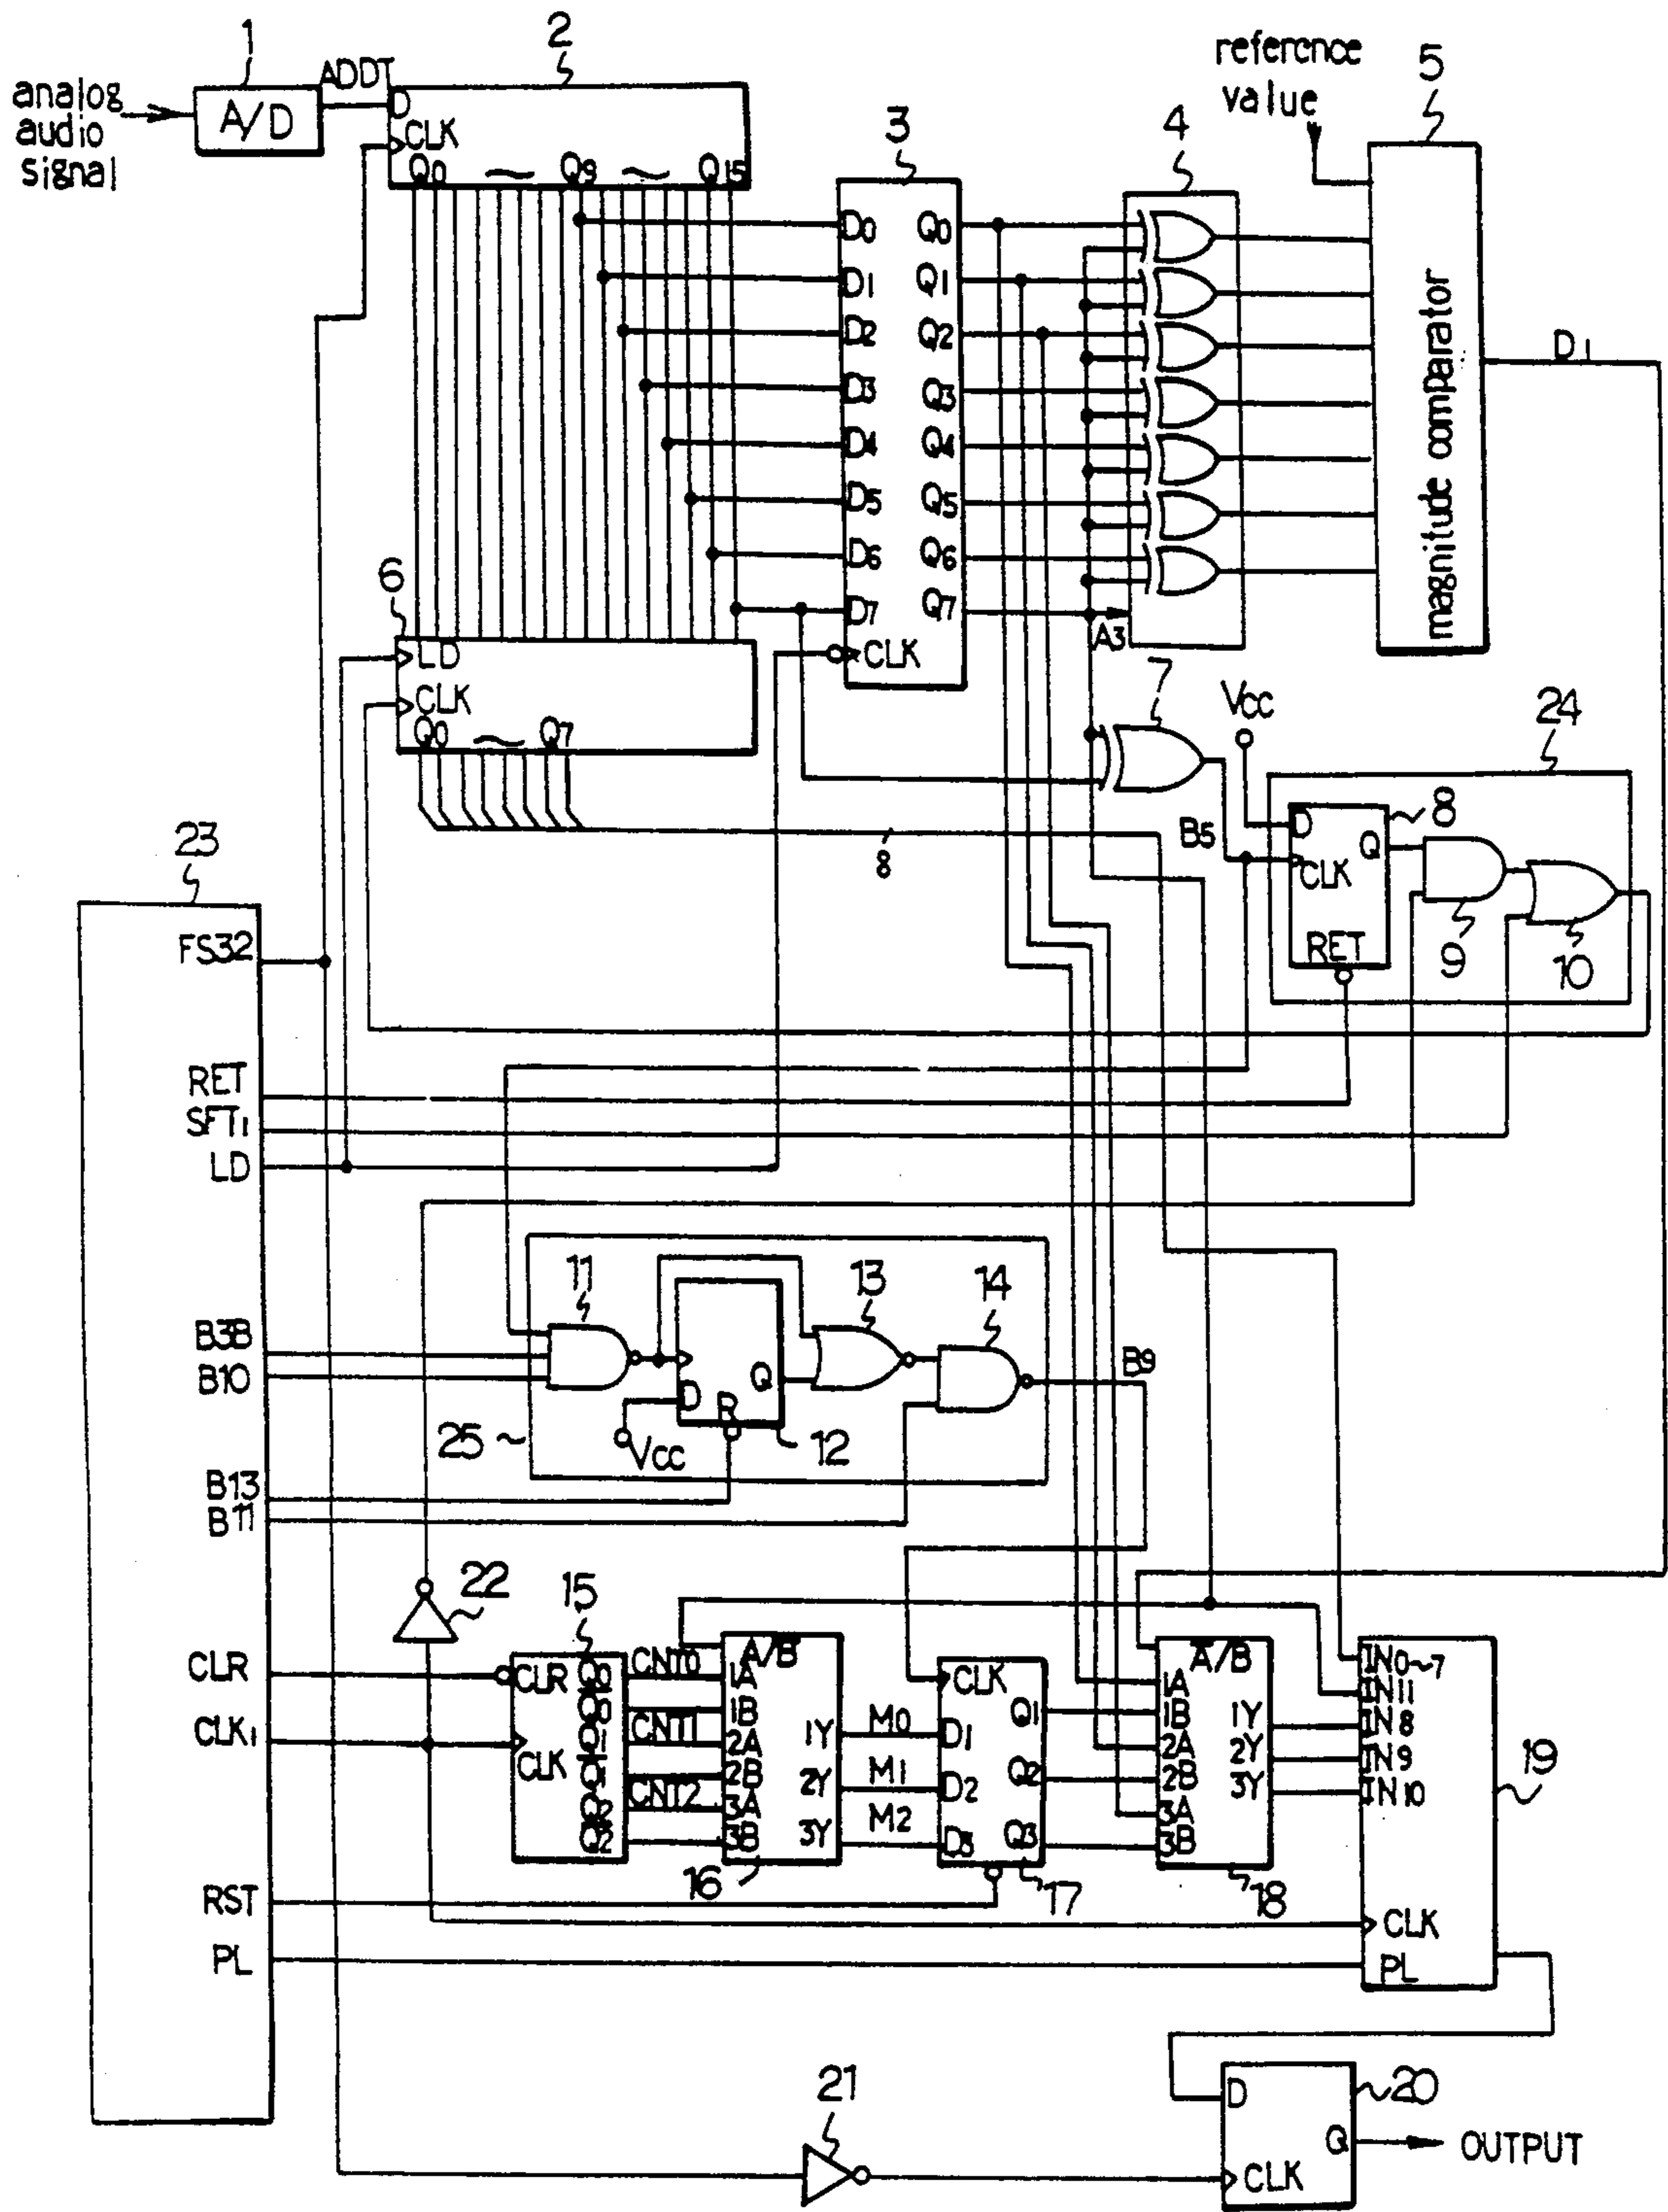 1
2
reference
value
5
analog
audio
signal
A/D
ADDT
D
CLK
Q0 ~ Q9 ~ Q15
3
4
D0 Q0
D1 Q1
D2 Q2
D3 Q3
D4 Q4
D5 Q5
D6 Q6
D7 Q7
CLK
A3
magnitude comparator
D1
6
LD
CLK
Q0 ~ Q7
8
7
VCC
24
B5
D
Q
CLK
RET
8
9
10
23
FS32
RET
SFT1
LD
B3B
B10
B13
B11
CLR
CLK1
RST
PL
11
D
Q
R
VCC
12
13
14
B9
25
22
15
CLR
CLK
Q0
Q0
Q1
Q1
Q2
Q2
CNT0
CNT1
CNT2
A/B
1A
1B
2A
2B
3A
3B
1Y
2Y
3Y
16
M0
M1
M2
CLK
D1
D2
D3
Q1
Q2
Q3
17
A/B
1A
1B
2A
2B
3A
3B
1Y
2Y
3Y
18
IN0~7
IN11
IN8
IN9
IN10
CLK
PL
19
21
D
Q
CLK
20
OUTPUT